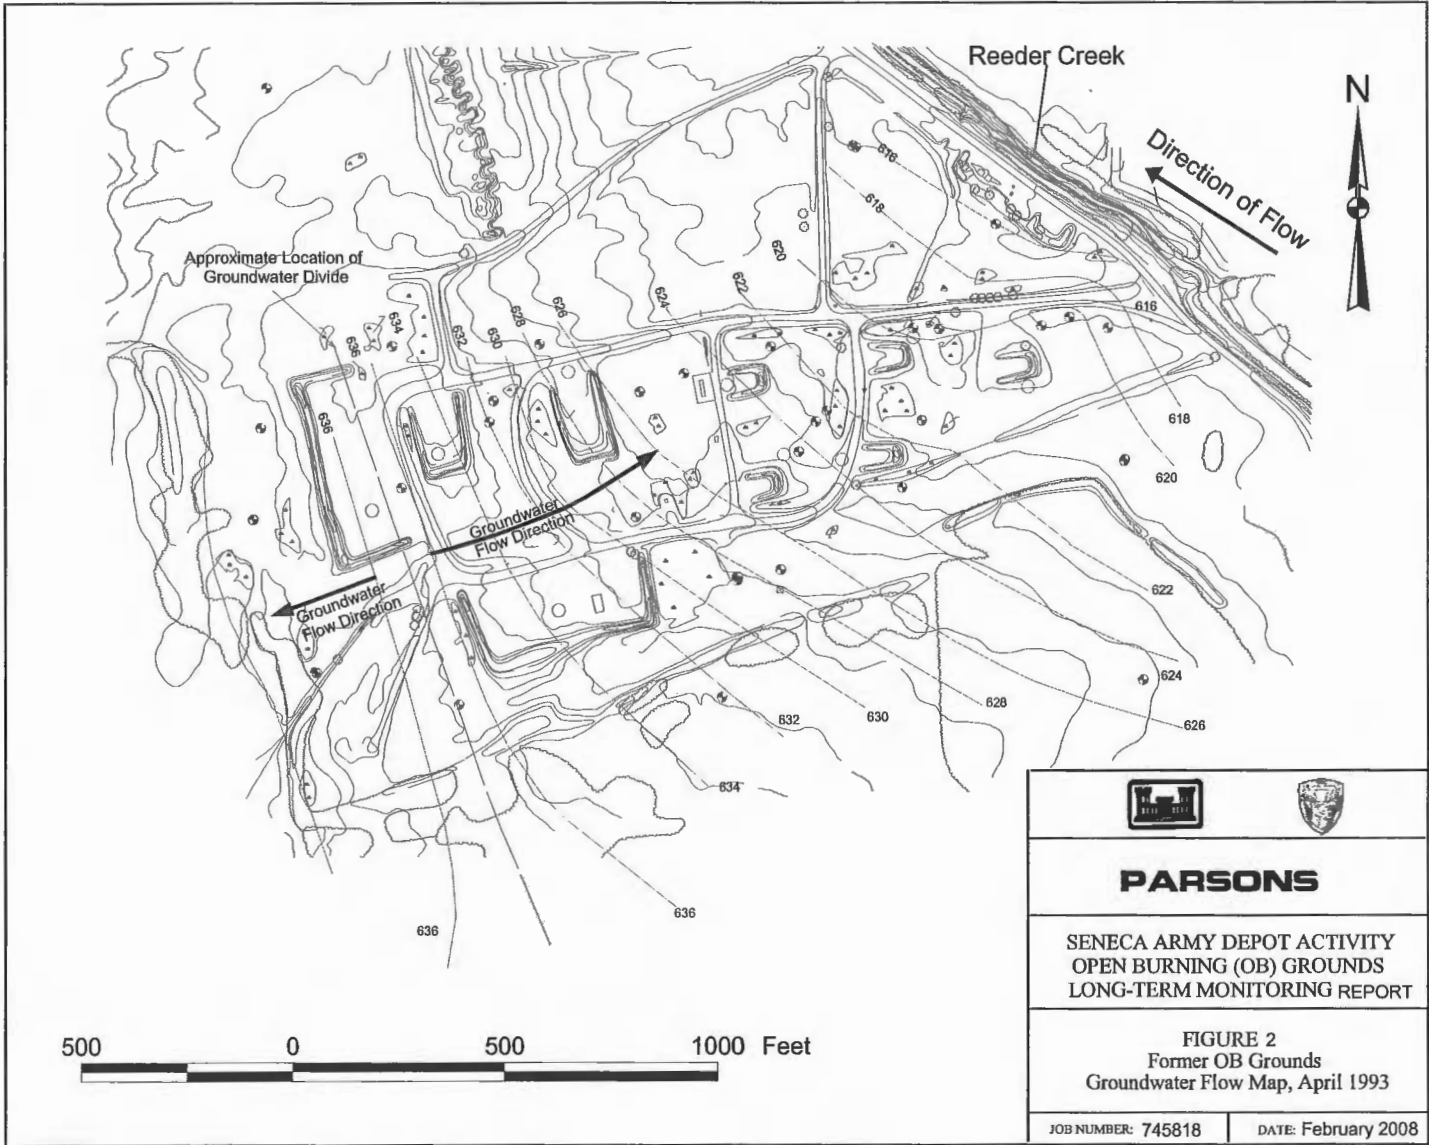 Reeder Creek
N
Direction of Flow
616
618
620
Approximate Location of
Groundwater Divide
622
624
626
628
616
634
632
630
636
636
618
620
Groundwater
Flow Direction
Groundwater
Flow Direction
622
624
628
626
630
632
634
636
636
PARSONS
SENECA ARMY DEPOT ACTIVITY
OPEN BURNING (OB) GROUNDS
LONG-TERM MONITORING REPORT
500 0 500 1000 Feet
FIGURE 2
Former OB Grounds
Groundwater Flow Map, April 1993
JOB NUMBER: 745818
DATE: February 2008